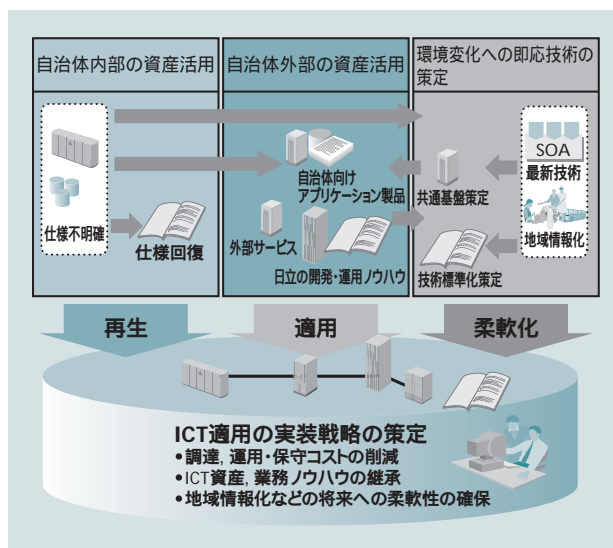 自治体内部の資産活用
自治体外部の資産活用
環境変化への即応技術の
策定
仕様不明確
仕様回復
自治体向け
アプリケーション製品
外部サービス
日立の開発・運用ノウハウ
共通基盤策定
技術標準化策定
SOA
最新技術
地域情報化
再生
適用
柔軟化
ICT適用の実装戦略の策定
•調達, 運用・保守コストの削減
•ICT資産, 業務ノウハウの継承
•地域情報化などの将来への柔軟性の確保